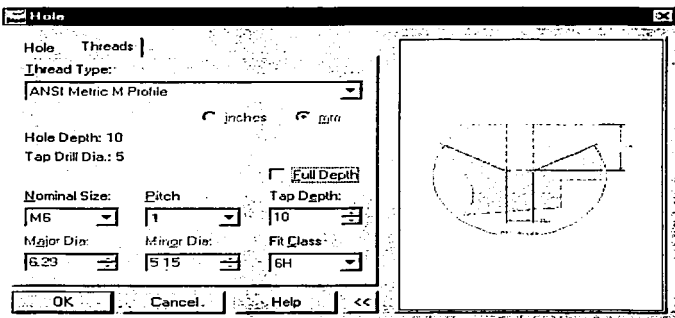 Hole
Hole Threads
Thread Type:
ANSI Metric M Profile
inches mm
Hole Depth: 10
Tap Drill Dia.: 5
Full Depth
Nominal Size: Pitch Tap Depth:
M6 1 10
Major Dia: Minor Dia: Fit Class
6.23 5.15 6H
OK Cancel. Help <<